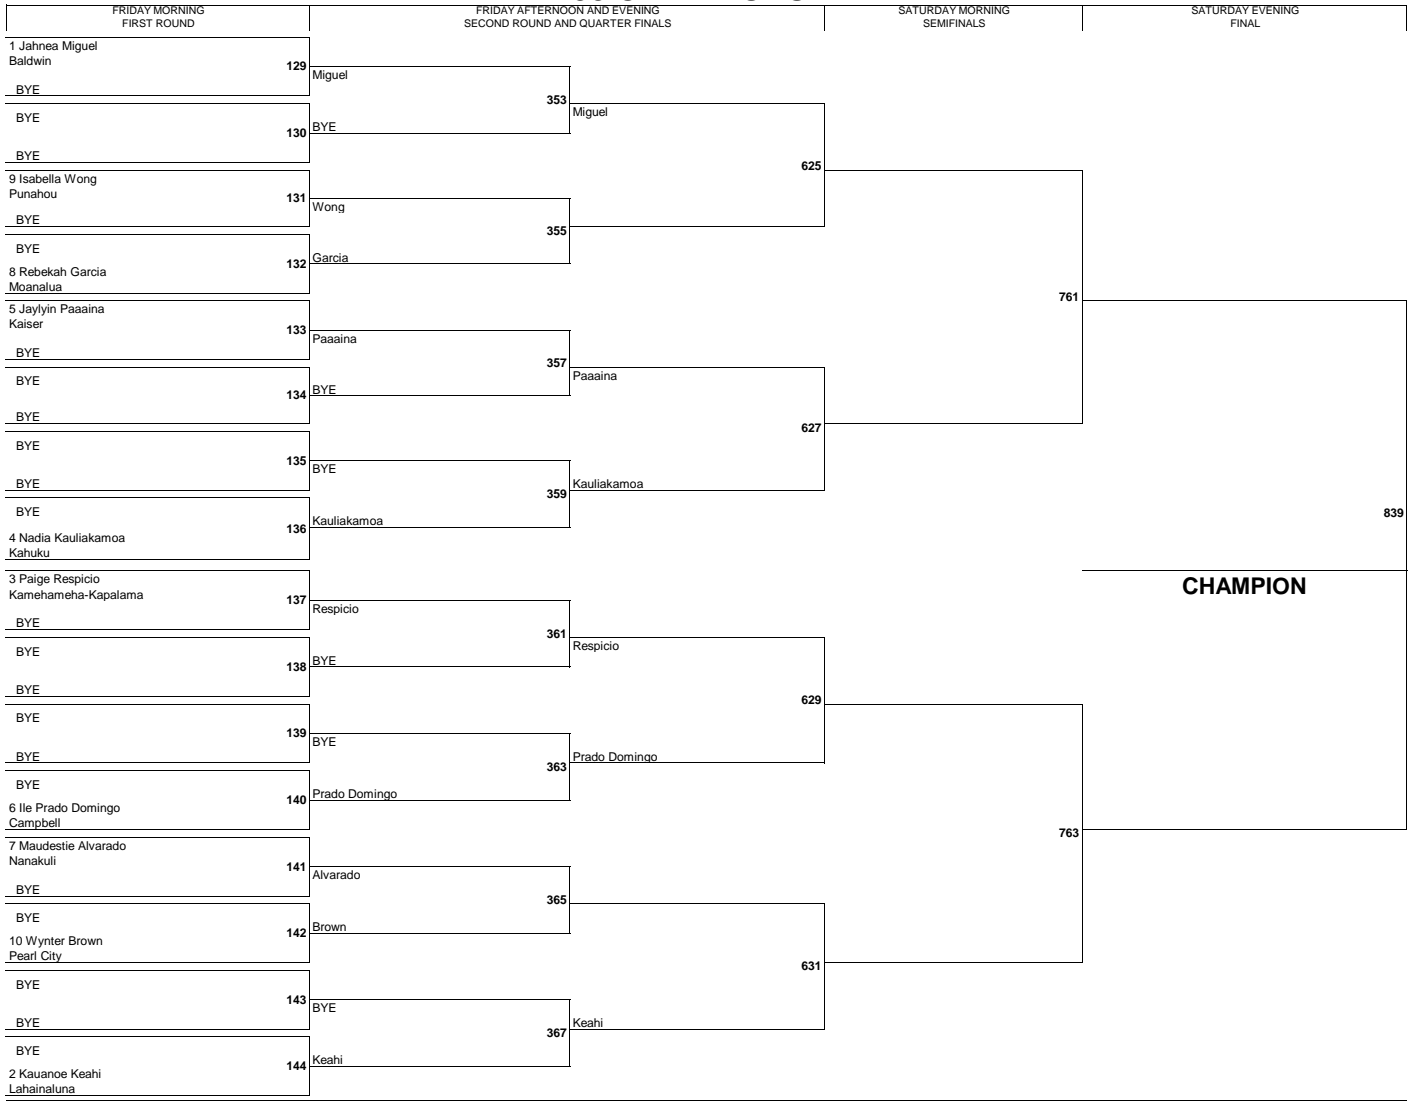 FRIDAY MORNING
FIRST ROUND
FRIDAY AFTERNOON AND EVENING
SECOND ROUND AND QUARTER FINALS
SATURDAY MORNING
SEMIFINALS
SATURDAY EVENING
FINAL
1 Jahnea Miguel
Baldwin
129
BYE
BYE
130
BYE
9 Isabella Wong
Punahou
131
BYE
BYE
132
8 Rebekah Garcia
Moanalua
5 Jaylyin Paaaina
Kaiser
133
BYE
BYE
134
BYE
BYE
135
BYE
BYE
136
4 Nadia Kauliakamoa
Kahuku
3 Paige Respicio
Kamehameha-Kapalama
137
BYE
BYE
138
BYE
BYE
139
BYE
BYE
140
6 Ile Prado Domingo
Campbell
7 Maudestie Alvarado
Nanakuli
141
BYE
BYE
142
10 Wynter Brown
Pearl City
BYE
143
BYE
BYE
144
2 Kauanoe Keahi
Lahainaluna
Miguel
353
BYE
Wong
355
Garcia
Paaaina
357
BYE
BYE
359
Kauliakamoa
Respicio
361
BYE
BYE
363
Prado Domingo
Alvarado
365
Brown
BYE
367
Keahi
Miguel
625
Paaaina
627
Kauliakamoa
Respicio
629
Prado Domingo
631
Keahi
761
763
839
CHAMPION